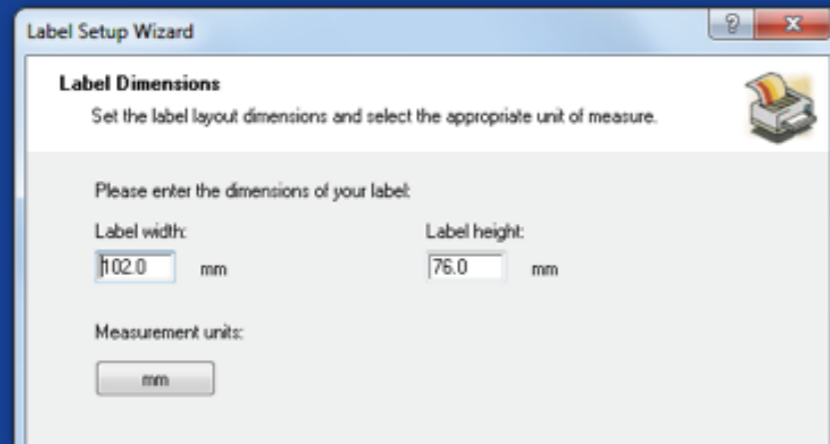 Label Setup Wizard
?
Label Dimensions
Set the label layout dimensions and select the appropriate unit of measure.
Please enter the dimensions of your label:
Label width: Label height:
102.0 mm 76.0 mm
Measurement units:
mm